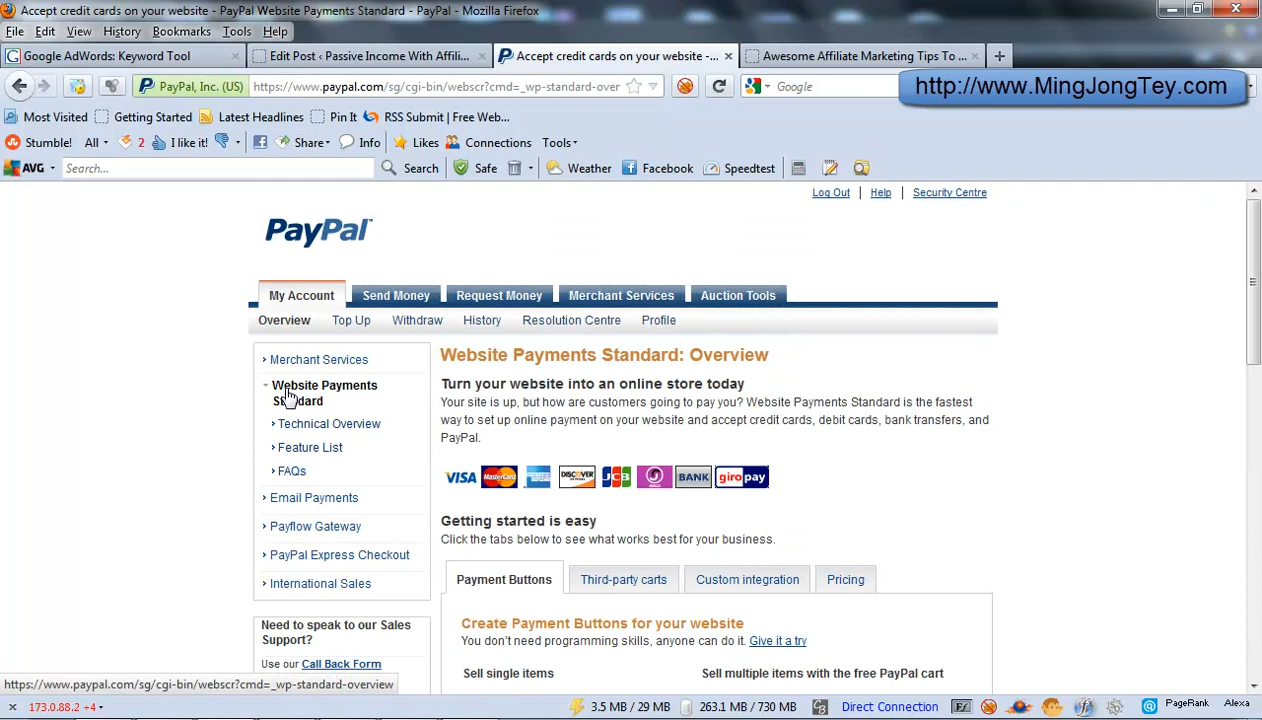 Accept credit cards on your website - PayPal Website Payments Standard - PayPal - Mozilla Firefox
File Edit View History Bookmarks Tools Help
Google AdWords: Keyword Tool × Edit Post ‹ Passive Income With Affili... × Accept credit cards on your website -... × Awesome Affiliate Marketing Tips To ... × +
PayPal, Inc. (US) https://www.paypal.com/sg/cgi-bin/webscr?cmd=_wp-standard-over Google
http://www.MingJongTey.com
Most Visited Getting Started Latest Headlines Pin It RSS Submit | Free Web...
Stumble! All 2 I like it! Share Info Likes Connections Tools
AVG Search... Search Safe Weather Facebook Speedtest
Log Out | Help | Security Centre
PayPal
My Account Send Money Request Money Merchant Services Auction Tools
Overview Top Up Withdraw History Resolution Centre Profile
Merchant Services
Website Payments
Standard
Technical Overview
Feature List
FAQs
Email Payments
Payflow Gateway
PayPal Express Checkout
International Sales
Need to speak to our Sales
Support?
Use our Call Back Form
Website Payments Standard: Overview
Turn your website into an online store today
Your site is up, but how are customers going to pay you? Website Payments Standard is the fastest
way to set up online payment on your website and accept credit cards, debit cards, bank transfers, and
PayPal.
VISA MasterCard DISCOVER JCB BANK giropay
Getting started is easy
Click the tabs below to see what works best for your business.
Payment Buttons Third-party carts Custom integration Pricing
Create Payment Buttons for your website
You don't need programming skills, anyone can do it. Give it a try
Sell single items Sell multiple items with the free PayPal cart
https://www.paypal.com/sg/cgi-bin/webscr?cmd=_wp-standard-overview
× 173.0.88.2 +4 3.5 MB / 29 MB 263.1 MB / 730 MB Direct Connection PageRank Alexa